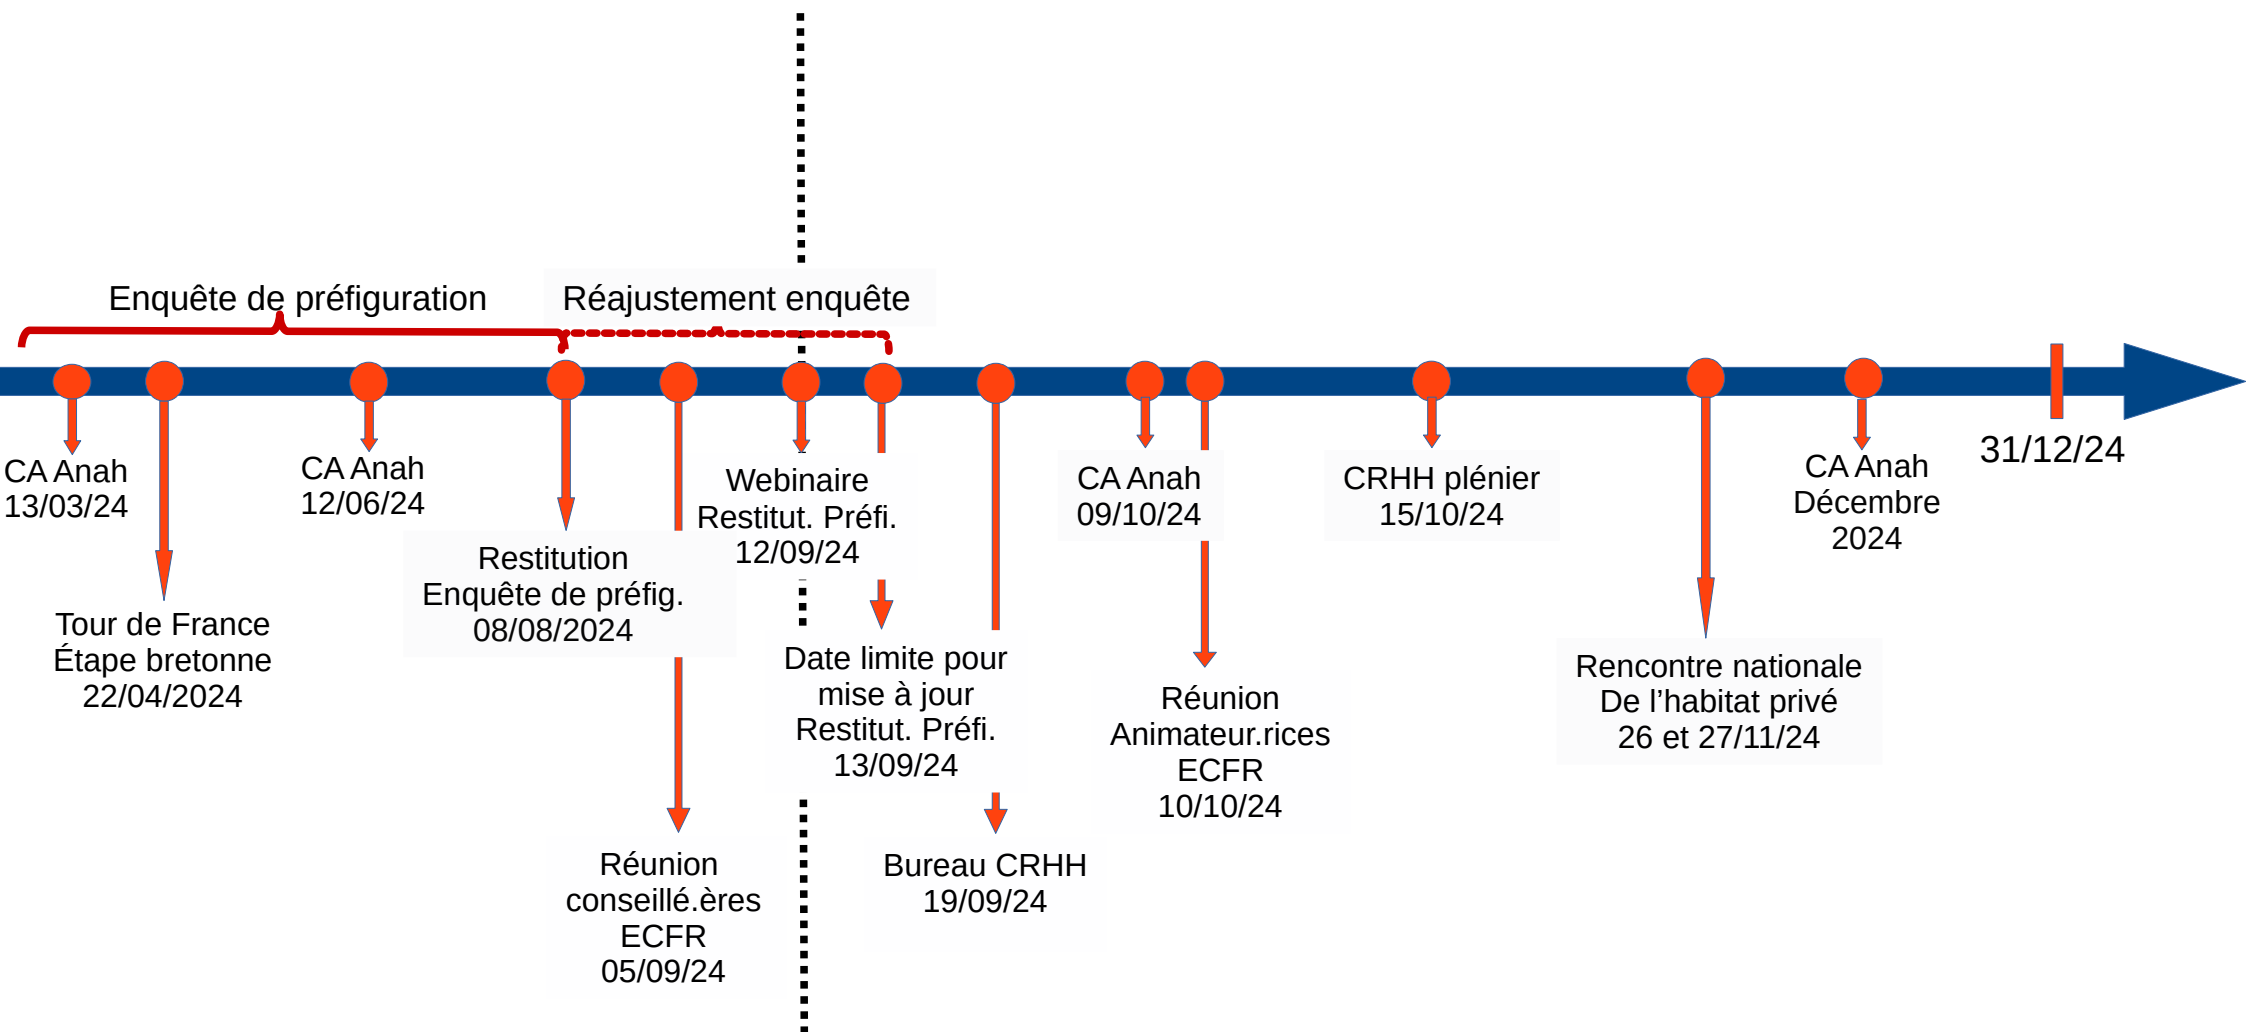 Enquête de préfiguration
Réajustement enquête
CA Anah
13/03/24
Tour de France
Étape bretonne
22/04/2024
CA Anah
12/06/24
Restitution
Enquête de préfig.
08/08/2024
Réunion
conseillé.ères
ECFR
05/09/24
Webinaire
Restitut. Préfi.
12/09/24
Date limite pour
mise à jour
Restitut. Préfi.
13/09/24
Bureau CRHH
19/09/24
CA Anah
09/10/24
Réunion
Animateur.rices
ECFR
10/10/24
CRHH plénier
15/10/24
Rencontre nationale
De l’habitat privé
26 et 27/11/24
CA Anah
Décembre
2024
31/12/24